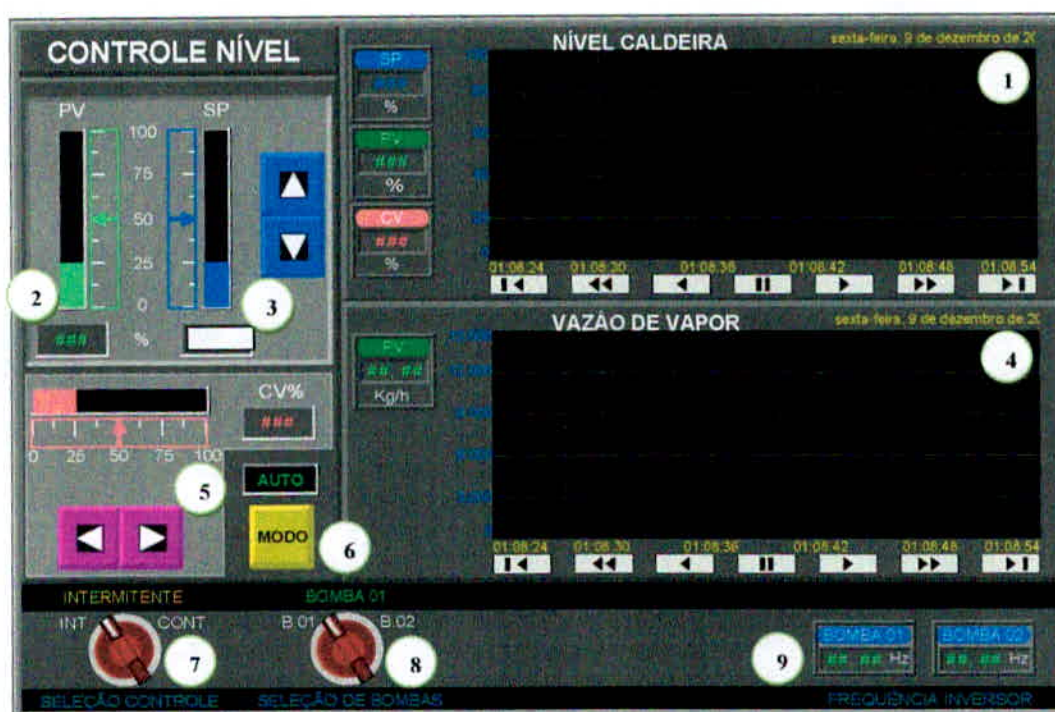 CONTROLE NÍVEL
PV
SP
100
75
50
25
0
###
%
2
3
CV%
###
0 25 50 75 100
5
AUTO
MODO
6
NÍVEL CALDEIRA
sexta-feira, 9 de dezembro de 20
1
SP
###
%
PV
###
%
CV
###
%
01:08:24 01:08:30 01:08:36 01:08:42 01:08:48 01:08:54
VAZÃO DE VAPOR
sexta-feira, 9 de dezembro de 20
4
PV
##.##
Kg/h
01:08:24 01:08:30 01:08:36 01:08:42 01:08:48 01:08:54
INTERMITENTE
INT CONT
7
SELEÇÃO CONTROLE
BOMBA 01
B.01 B.02
8
SELEÇÃO DE BOMBAS
9
BOMBA 01
##.## Hz
BOMBA 02
##.## Hz
FREQUÊNCIA INVERSOR